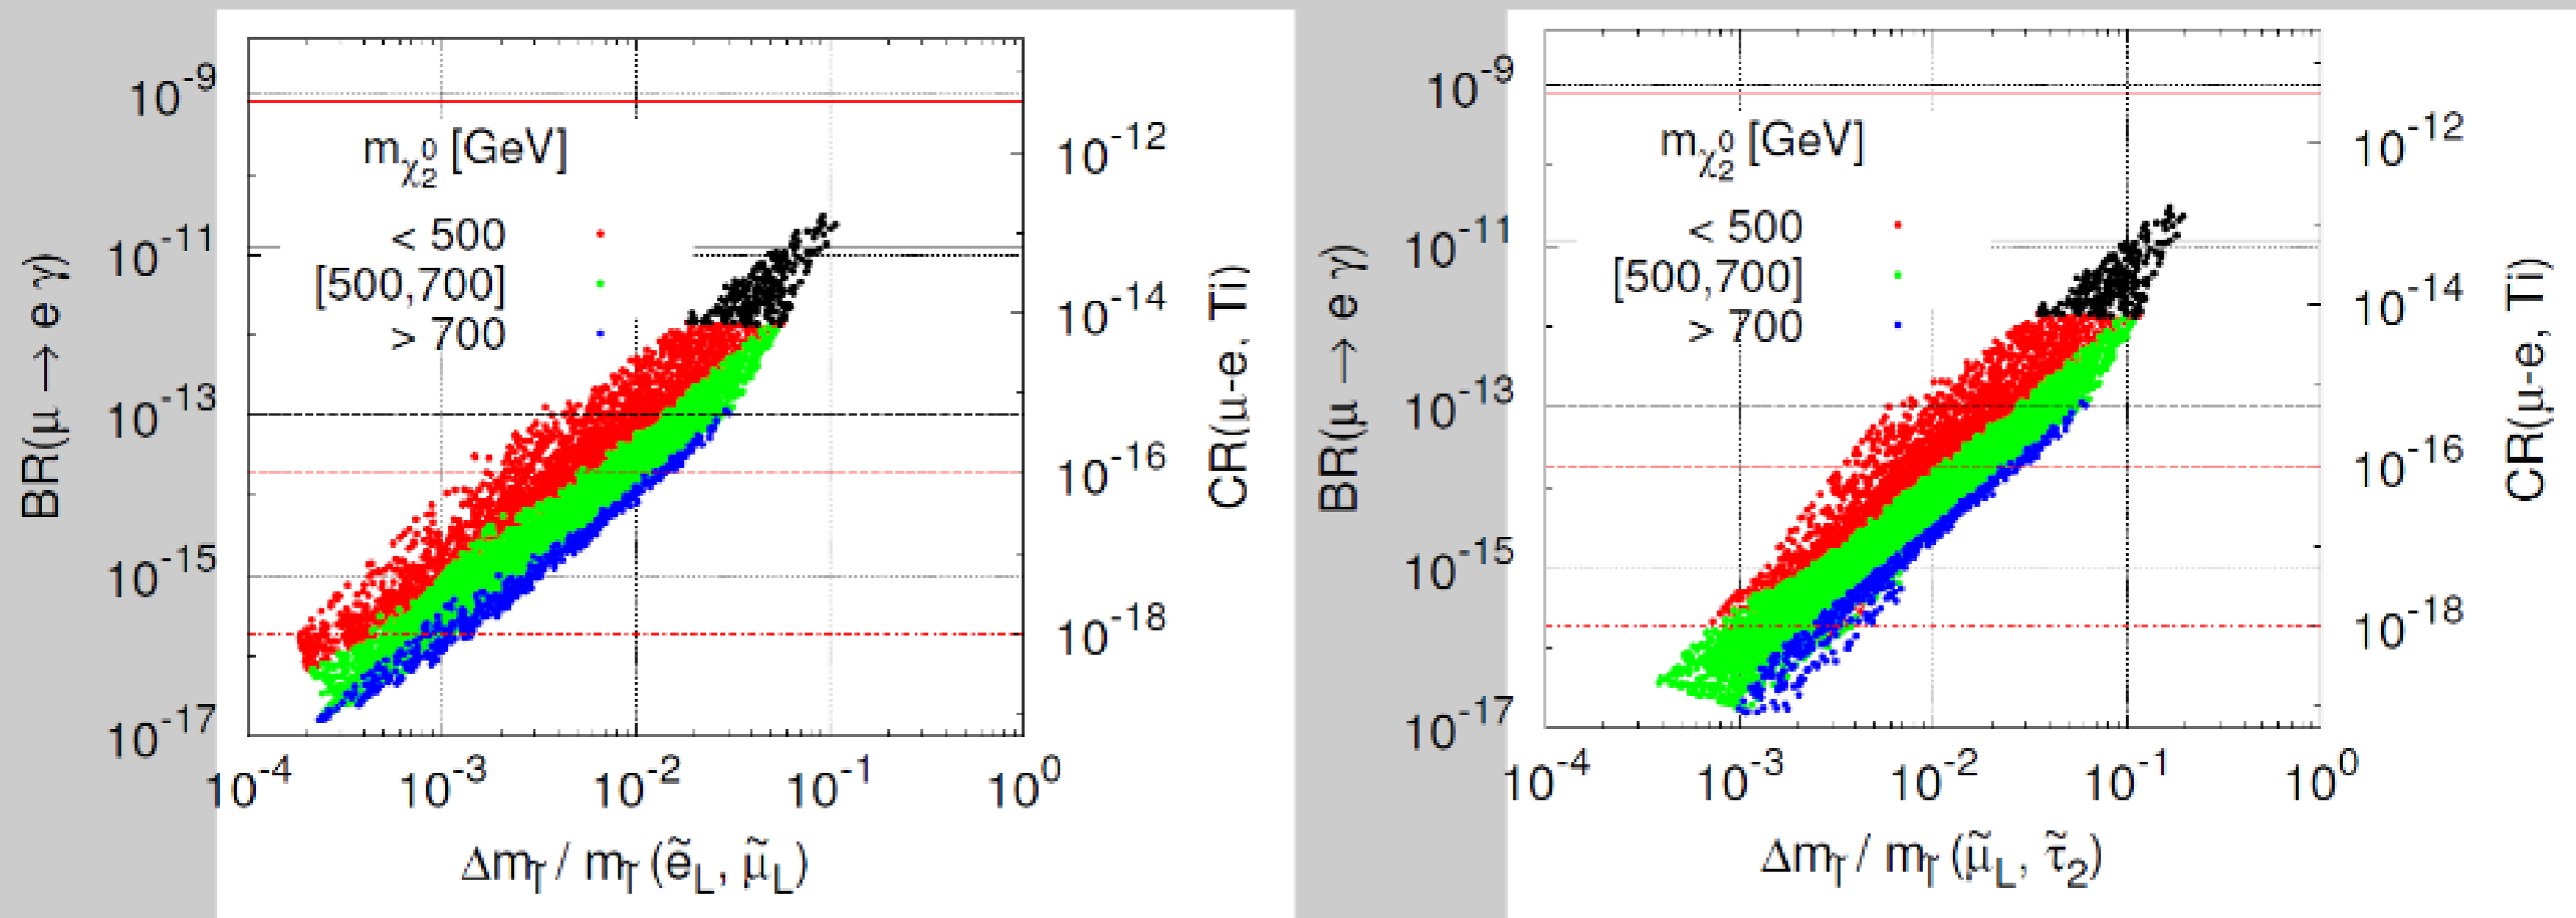 10^-9
10^-11
10^-13
10^-15
10^-17
BR(μ → e γ)
m_χ̃₂⁰ [GeV]
< 500
[500,700]
> 700
10^-12
10^-14
10^-16
10^-18
CR(μ-e, Ti)
10^-4 10^-3 10^-2 10^-1 10^0
Δm_l̃ / m_l̃ (ẽ_L, μ̃_L)
10^-9
10^-11
10^-13
10^-15
10^-17
BR(μ → e γ)
m_χ̃₂⁰ [GeV]
< 500
[500,700]
> 700
10^-12
10^-14
10^-16
10^-18
CR(μ-e, Ti)
10^-4 10^-3 10^-2 10^-1 10^0
Δm_l̃ / m_l̃ (μ̃_L, τ̃_2)